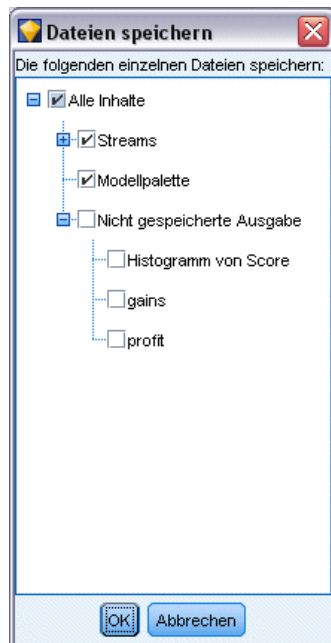 Dateien speichern
Die folgenden einzelnen Dateien speichern:
Alle Inhalte
Streams
Modellpalette
Nicht gespeicherte Ausgabe
Histogramm von Score
gains
profit
OK Abbrechen